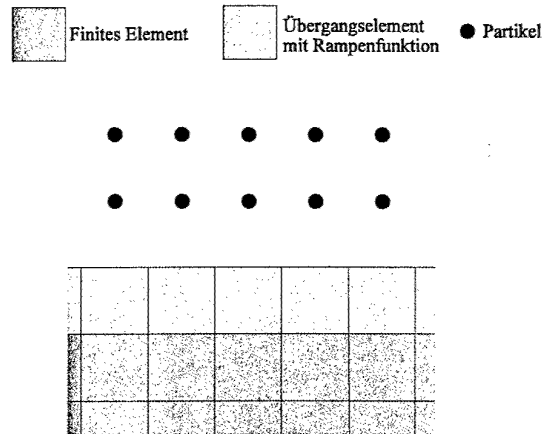 Finites Element
Übergangselement
mit Rampenfunktion
Partikel